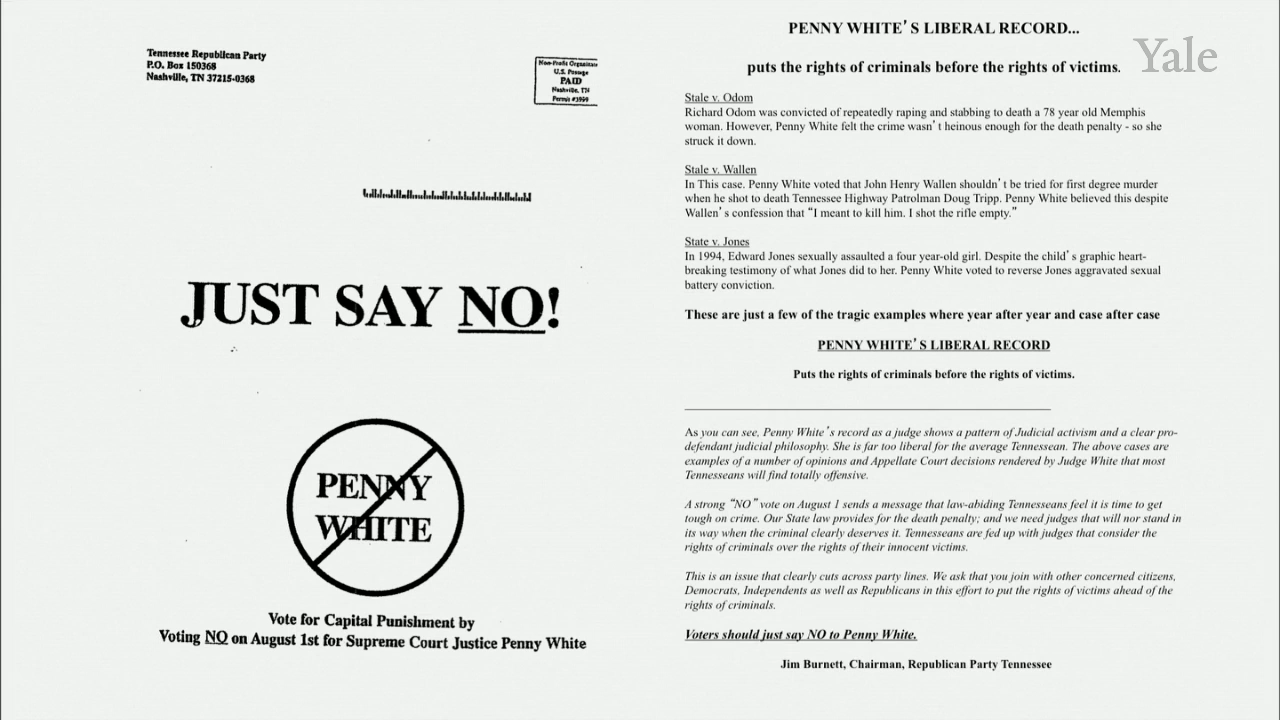 Tennessee Republican Party
P.O. Box 150368
Nashville, TN 37215-0368
Non-Profit Organizatio
U.S. Postage
PAID
Nashville, TN
Permit #3999
JUST SAY NO!
PENNY
WHITE
Vote for Capital Punishment by
Voting NO on August 1st for Supreme Court Justice Penny White
PENNY WHITE'S LIBERAL RECORD...
puts the rights of criminals before the rights of victims.
Yale
Stale v. Odom
Richard Odom was convicted of repeatedly raping and stabbing to death a 78 year old Memphis
woman. However, Penny White felt the crime wasn't heinous enough for the death penalty - so she
struck it down.
Stale v. Wallen
In This case. Penny White voted that John Henry Wallen shouldn't be tried for first degree murder
when he shot to death Tennessee Highway Patrolman Doug Tripp. Penny White believed this despite
Wallen's confession that “I meant to kill him. I shot the rifle empty.”
State v. Jones
In 1994, Edward Jones sexually assaulted a four year-old girl. Despite the child's graphic heart-
breaking testimony of what Jones did to her. Penny White voted to reverse Jones aggravated sexual
battery conviction.
These are just a few of the tragic examples where year after year and case after case
PENNY WHITE'S LIBERAL RECORD
Puts the rights of criminals before the rights of victims.
As you can see, Penny White's record as a judge shows a pattern of Judicial activism and a clear pro-
defendant judicial philosophy. She is far too liberal for the average Tennessean. The above cases are
examples of a number of opinions and Appellate Court decisions rendered by Judge White that most
Tennesseans will find totally offensive.
A strong “NO” vote on August 1 sends a message that law-abiding Tennesseans feel it is time to get
tough on crime. Our State law provides for the death penalty; and we need judges that will nor stand in
its way when the criminal clearly deserves it. Tennesseans are fed up with judges that consider the
rights of criminals over the rights of their innocent victims.
This is an issue that clearly cuts across party lines. We ask that you join with other concerned citizens,
Democrats, Independents as well as Republicans in this effort to put the rights of victims ahead of the
rights of criminals.
Voters should just say NO to Penny White.
Jim Burnett, Chairman, Republican Party Tennessee